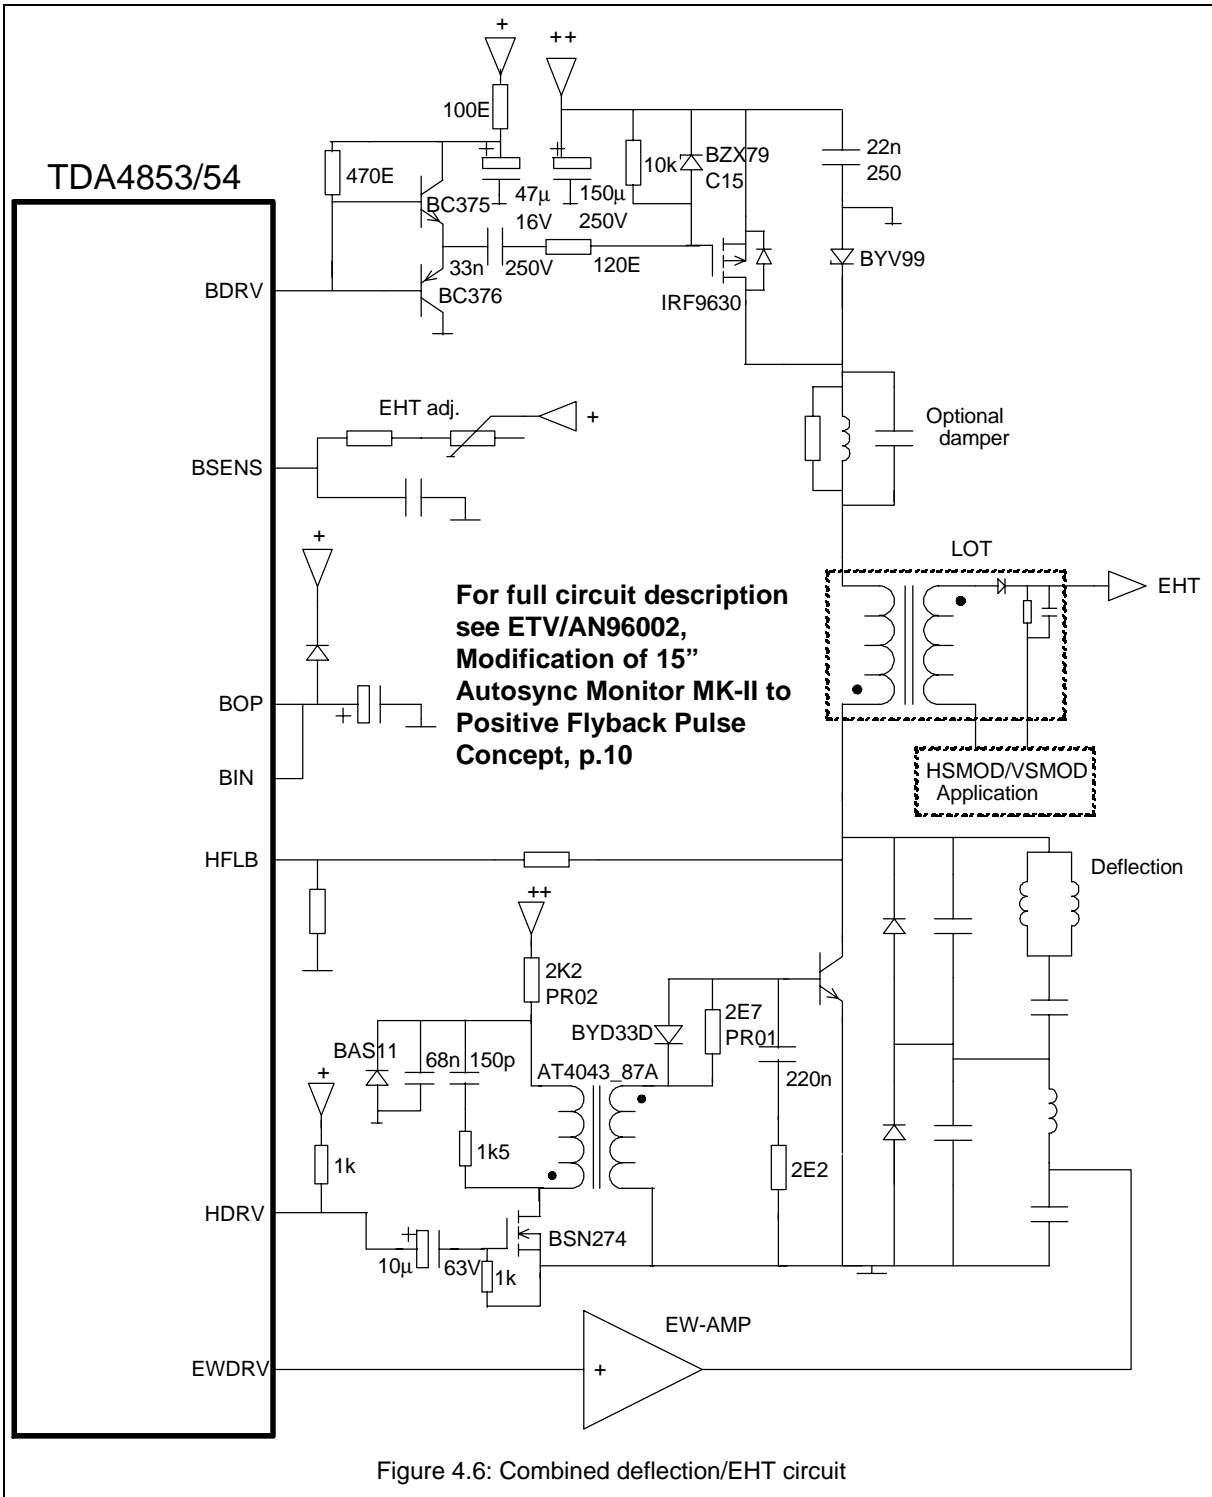 +
++
100E
TDA4853/54
470E
BC375
47µ
16V
150µ
250V
10k
BZX79
C15
22n
250
33n
250V
120E
BC376
IRF9630
BYV99
BDRV
EHT adj.
+
BSENS
Optional
damper
+
LOT
EHT
For full circuit description
see ETV/AN96002,
Modification of 15”
Autosync Monitor MK-II to
Positive Flyback Pulse
Concept, p.10
BOP
+
BIN
HSMOD/VSMOD
Application
HFLB
Deflection
++
2K2
PR02
BYD33D
2E7
PR01
BAS11
68n
150p
AT4043_87A
220n
+
1k
1k5
2E2
HDRV
+
10µ
63V
1k
BSN274
EW-AMP
EWDRV
+
Figure 4.6: Combined deflection/EHT circuit